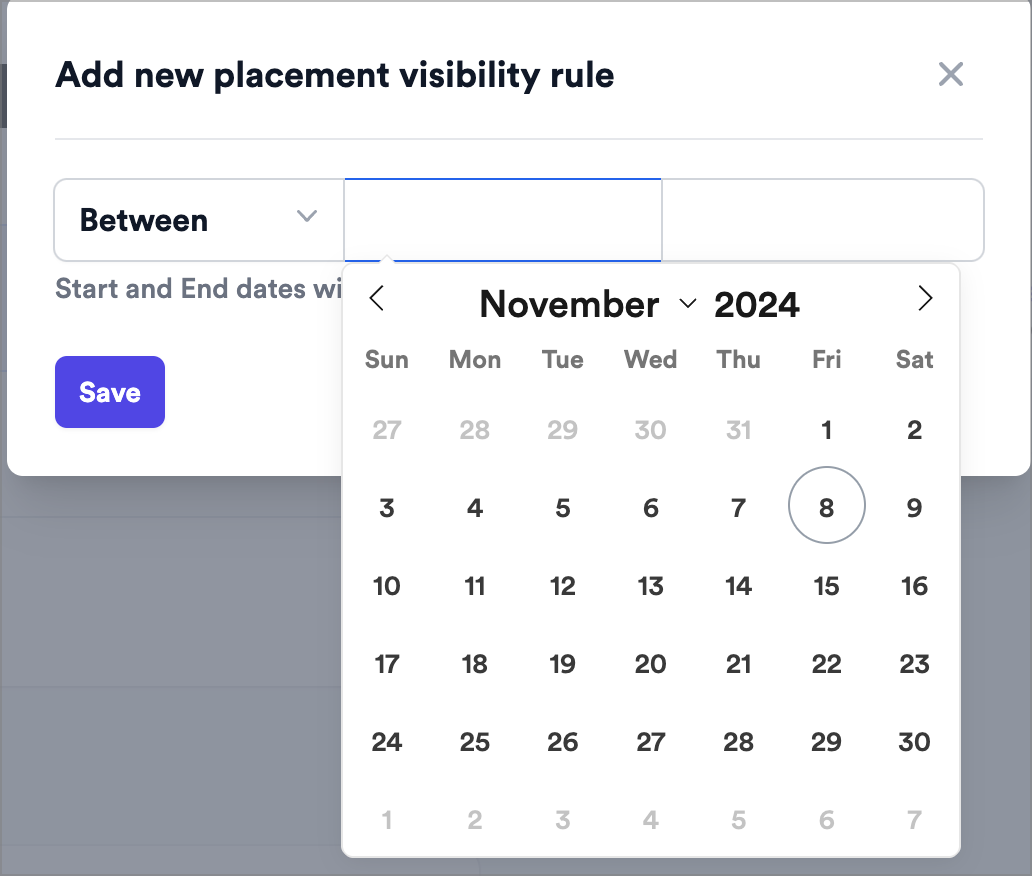 Add new placement visibility rule
Between
Start and End dates wi
November 2024
Sun Mon Tue Wed Thu Fri Sat
27 28 29 30 31 1 2
3 4 5 6 7 8 9
10 11 12 13 14 15 16
17 18 19 20 21 22 23
24 25 26 27 28 29 30
1 2 3 4 5 6 7
Save